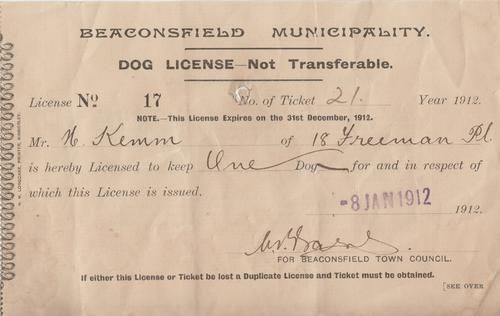 BEACONSFIELD MUNICIPALITY.
DOG LICENSE—Not Transferable.
License No 17 No. of Ticket 21. Year 1912.
NOTE.—This License Expires on the 31st December, 1912.
Mr. H. Kemm of 18 Freeman Pl.
is hereby Licensed to keep One Dog for and in respect of
which this License is issued.
-8 JAN 1912
1912.
FOR BEACONSFIELD TOWN COUNCIL.
If either this License or Ticket be lost a Duplicate License and Ticket must be obtained.
[SEE OVER